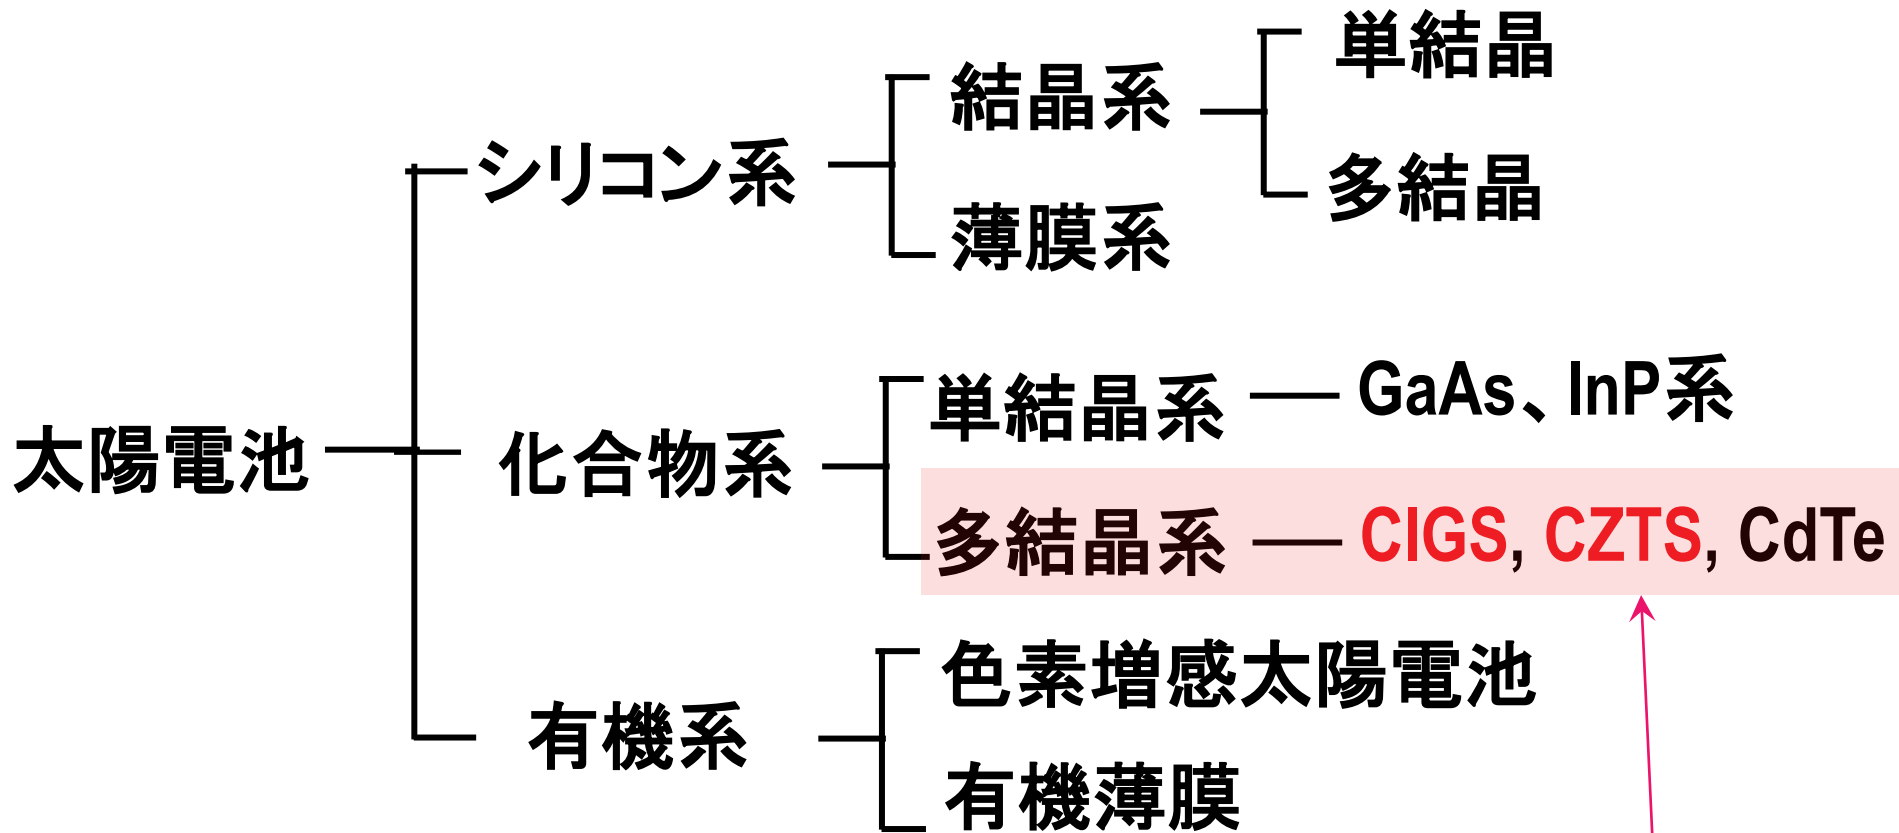 単結晶
結晶系
シリコン系
多結晶
薄膜系
単結晶系
GaAs、InP系
太陽電池
化合物系
多結晶系
CIGS, CZTS, CdTe
色素増感太陽電池
有機系
有機薄膜